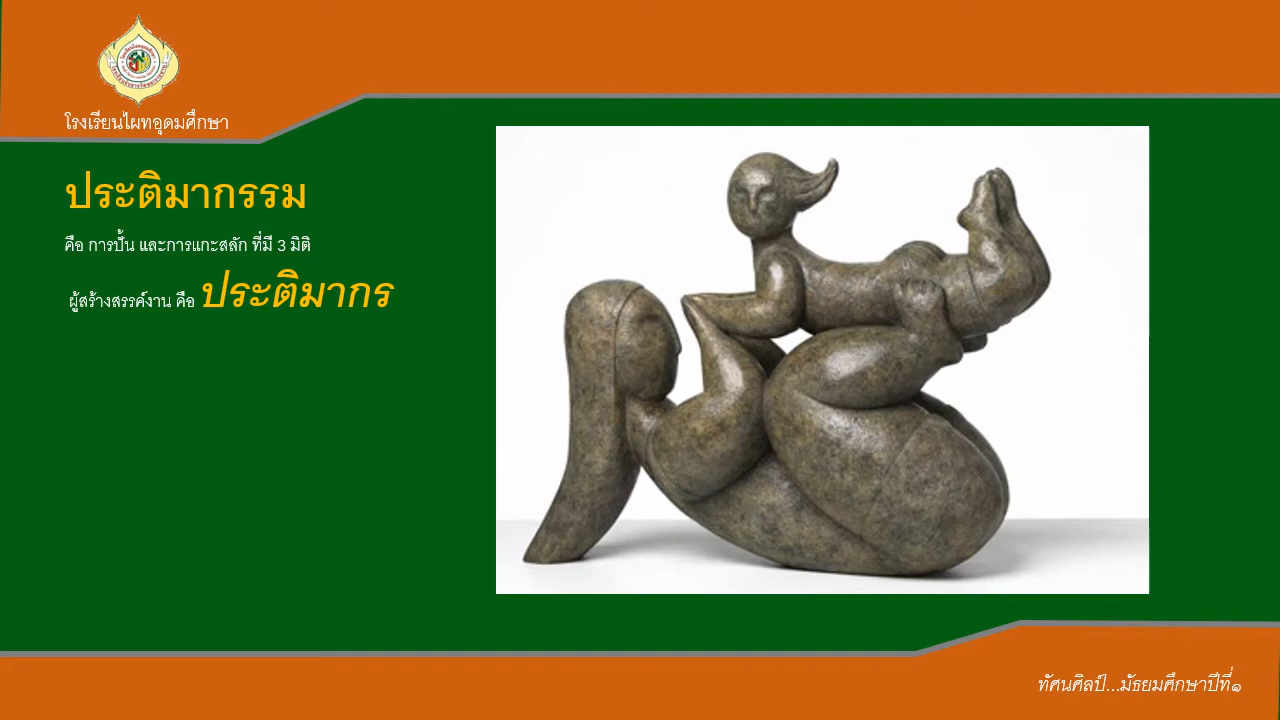 โรงเรียนไผทอุดมศึกษา
ประติมากรรม
คือ การปั้น และการแกะสลัก ที่มี 3 มิติ
ผู้สร้างสรรค์งาน คือ ประติมากร
ทัศนศิลป์...มัธยมศึกษาปีที่๑